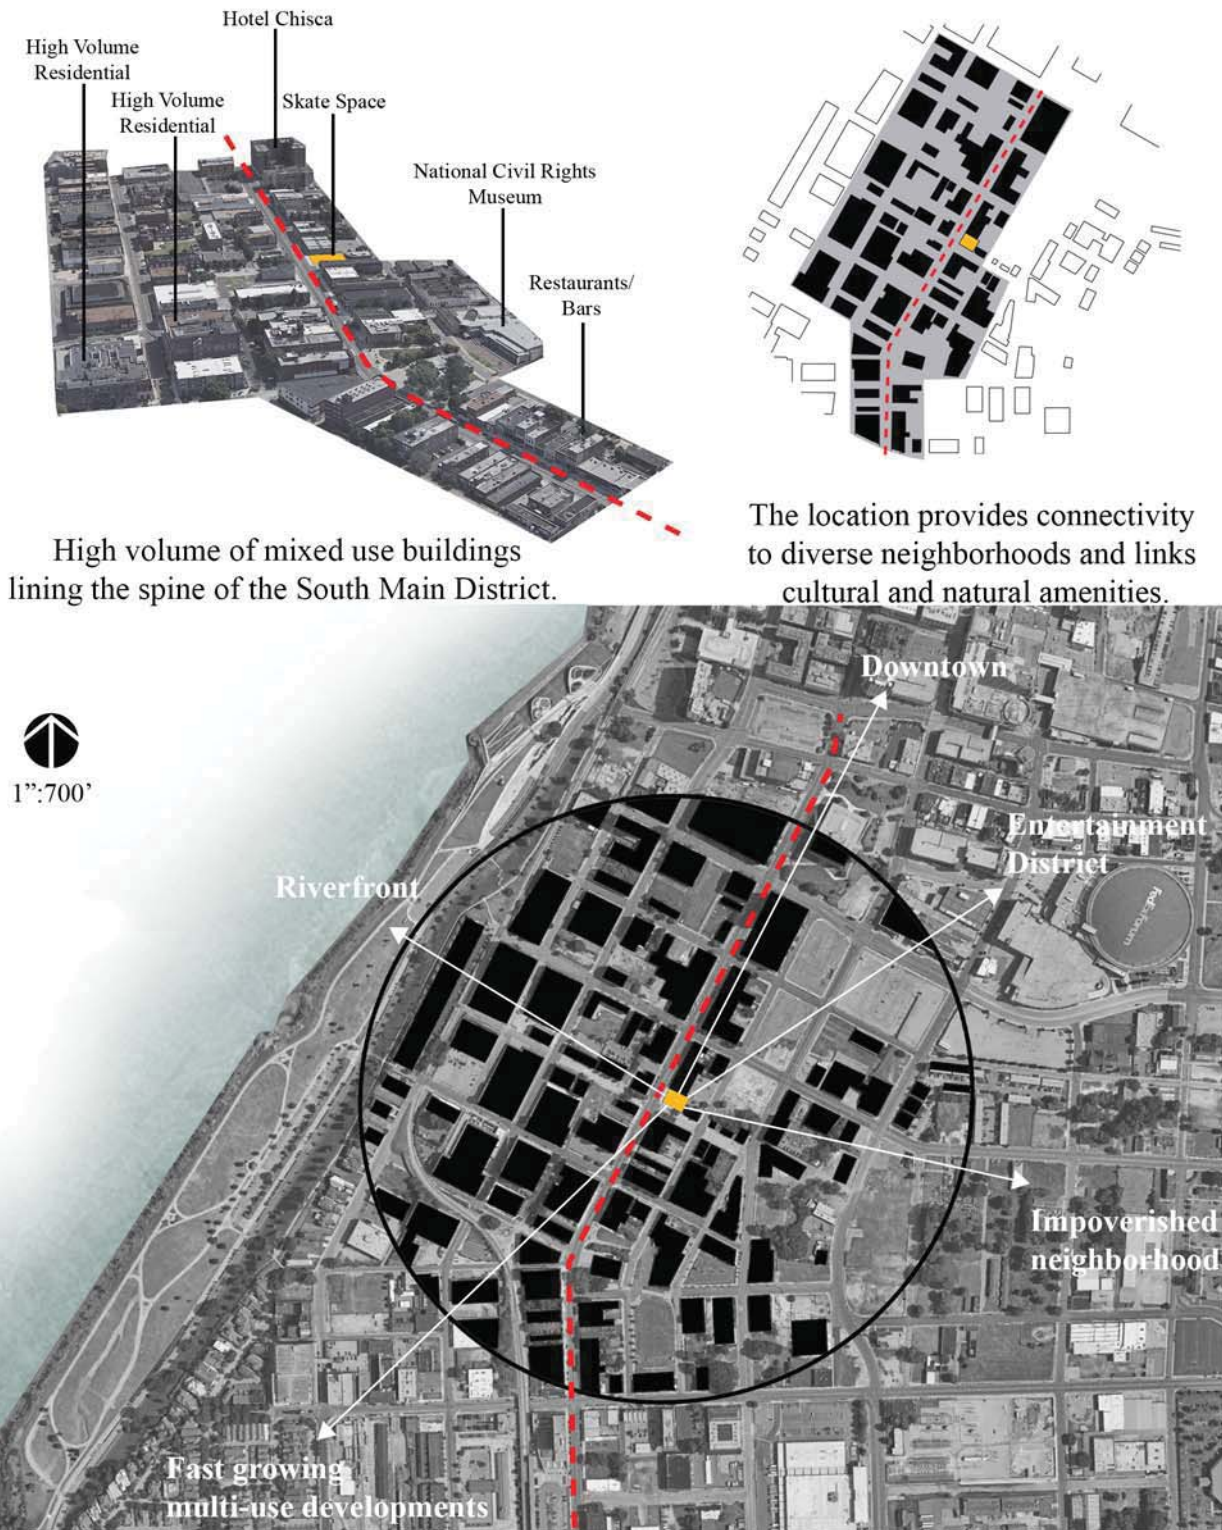 Hotel Chisca
High Volume
Residential
High Volume
Residential
Skate Space
National Civil Rights
Museum
Restaurants/
Bars
High volume of mixed use buildings
lining the spine of the South Main District.
The location provides connectivity
to diverse neighborhoods and links
cultural and natural amenities.
1”:700’
Downtown
Entertainment
District
FedExForum
Riverfront
Impoverished
neighborhood
Fast growing
multi-use developments